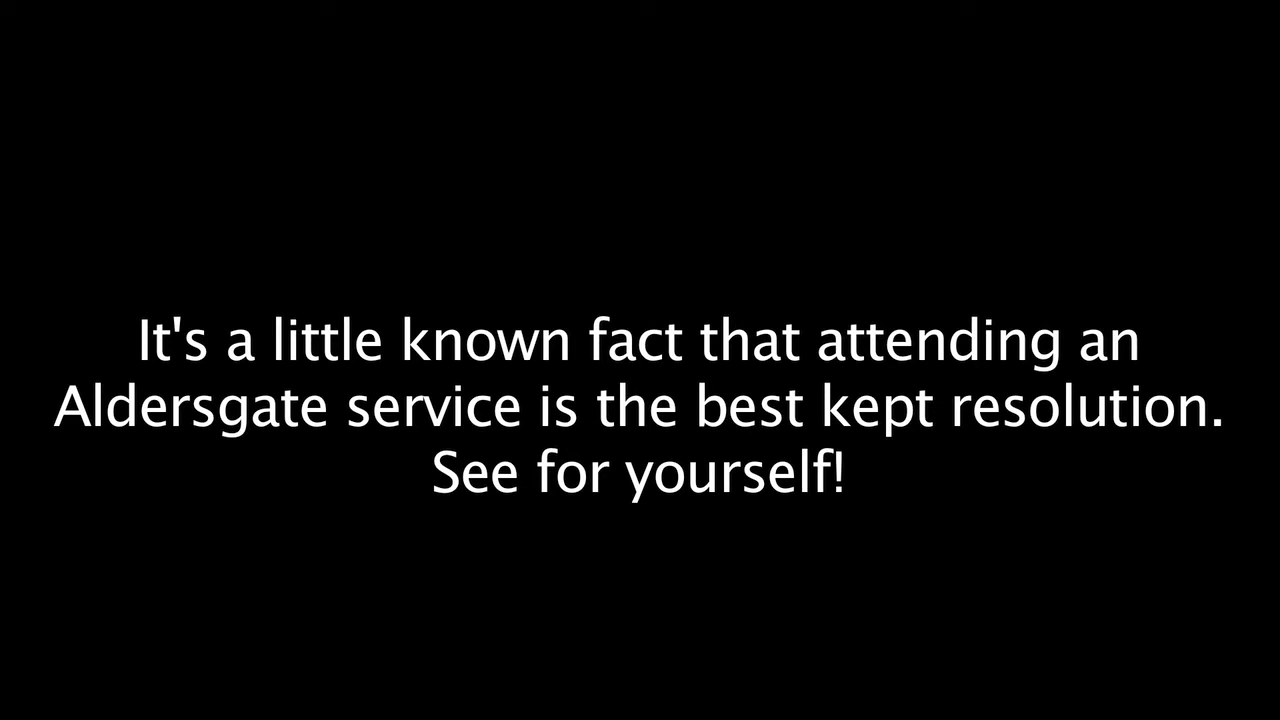 It's a little known fact that attending an
Aldersgate service is the best kept resolution.
See for yourself!